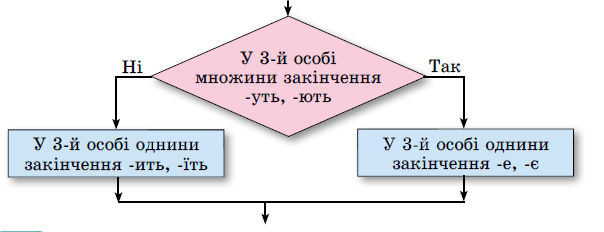 У 3-й особі
множини закінчення
-уть, -ють
Ні
Так
У 3-й особі однини
закінчення -ить, -їть
У 3-й особі однини
закінчення -е, -є